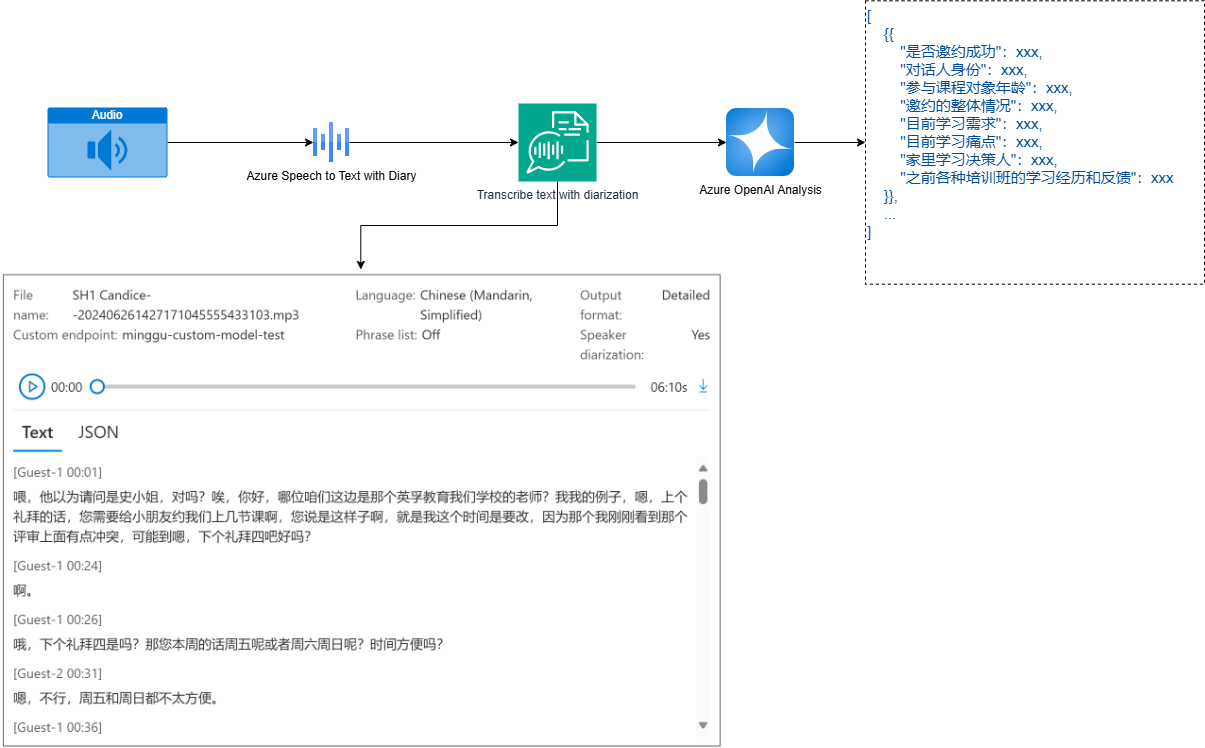 Audio
Azure Speech to Text with Diary
Transcribe text with diarization
Azure OpenAI Analysis
[
{{
"是否邀约成功"：xxx,
"对话人身份"：xxx,
"参与课程对象年龄"：xxx,
"邀约的整体情况"：xxx,
"目前学习需求"：xxx,
"目前学习痛点"：xxx,
"家里学习决策人"：xxx,
"之前各种培训班的学习经历和反馈"：xxx
}},
...
]
File name: SH1 Candice-
-202406261427171045555433103.mp3
Custom endpoint: minggu-custom-model-test
Language: Chinese (Mandarin,
Simplified)
Phrase list: Off
Output format: Detailed
Speaker diarization: Yes
00:00
06:10s
Text
JSON
[Guest-1 00:01]
喂，他以为请问是史小姐，对吗？唉，你好，哪位咱们这边是那个英孚教育我们学校的老师？我我的例子，嗯，上个
礼拜的话，您需要给小朋友约我们上几节课啊，您说是这样子啊，就是我这个时间是要改，因为那个我刚刚看到那个
评审上面有点冲突，可能到嗯，下个礼拜四吧好吗？
[Guest-1 00:24]
啊。
[Guest-1 00:26]
哦，下个礼拜四是吗？那您本周的话周五呢或者周六周日呢？时间方便吗？
[Guest-2 00:31]
嗯，不行，周五和周日都不太方便。
[Guest-1 00:36]